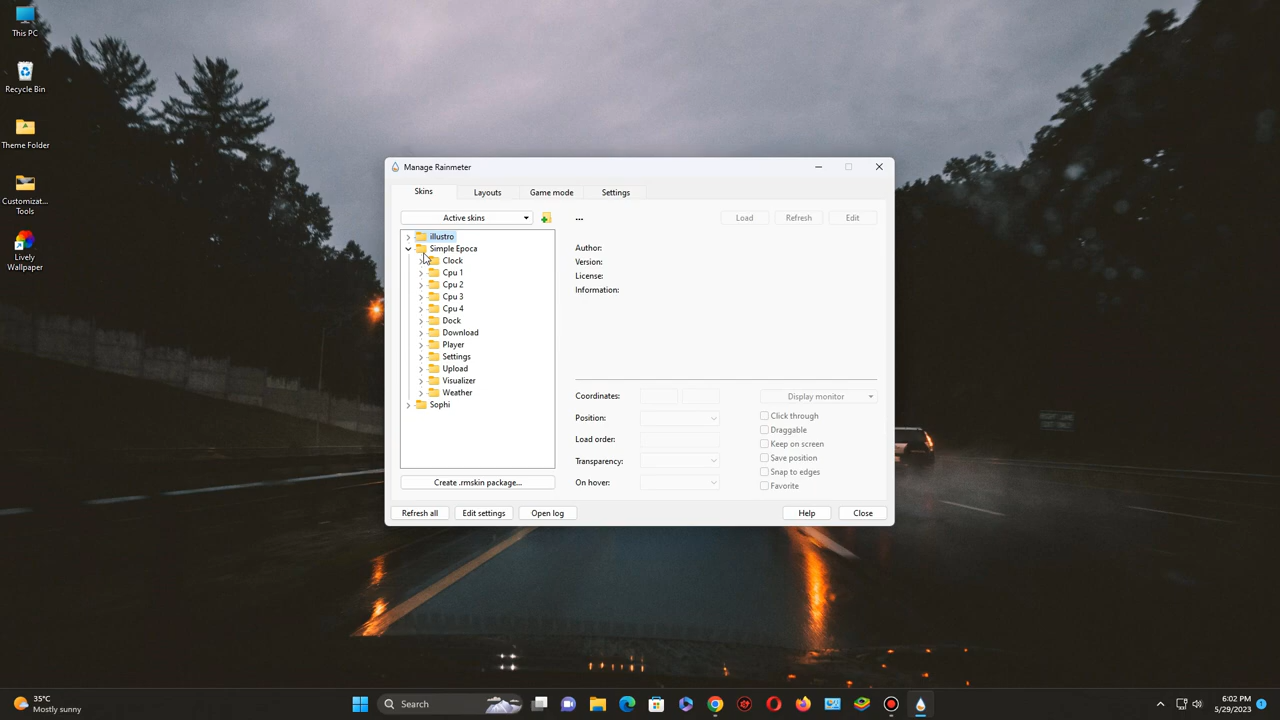 This PC
Recycle Bin
Theme Folder
Customizat...
Tools
Lively
Wallpaper
Manage Rainmeter
Skins
Layouts
Game mode
Settings
Active skins
...
Load
Refresh
Edit
illustro
Simple Epoca
Clock
Cpu 1
Cpu 2
Cpu 3
Cpu 4
Dock
Download
Player
Settings
Upload
Visualizer
Weather
Sophi
Author:
Version:
License:
Information:
Coordinates:
Position:
Load order:
Transparency:
On hover:
Display monitor
Click through
Draggable
Keep on screen
Save position
Snap to edges
Favorite
Create .rmskin package...
Refresh all
Edit settings
Open log
Help
Close
35°C
Mostly sunny
Search
6:02 PM
5/29/2023
1